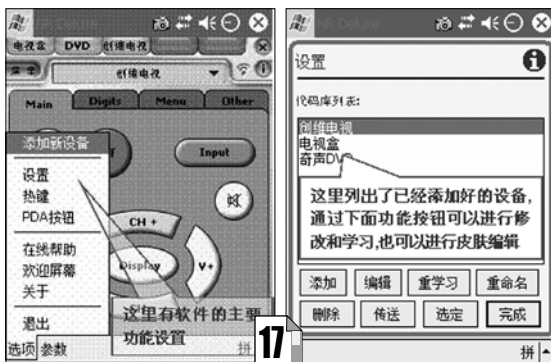 NR Deluxe
电视盒 DVD 创维电视
菜单
创维电视
Main Digits Menu Other
添加新设备
Input
设置
热键
PDA按钮
CH +
在线帮助
Display
V+
欢迎屏幕
关于
这里有软件的主要
功能设置
退出
选项 参数
拼
17
NR Deluxe
设置
代码库列表:
创维电视
电视盒
奇声DV
这里列出了已经添加好的设备,
通过下面功能按钮可以进行修
改和学习,也可以进行皮肤编辑
添加 编辑 重学习 重命名
删除 传送 选定 完成
拼